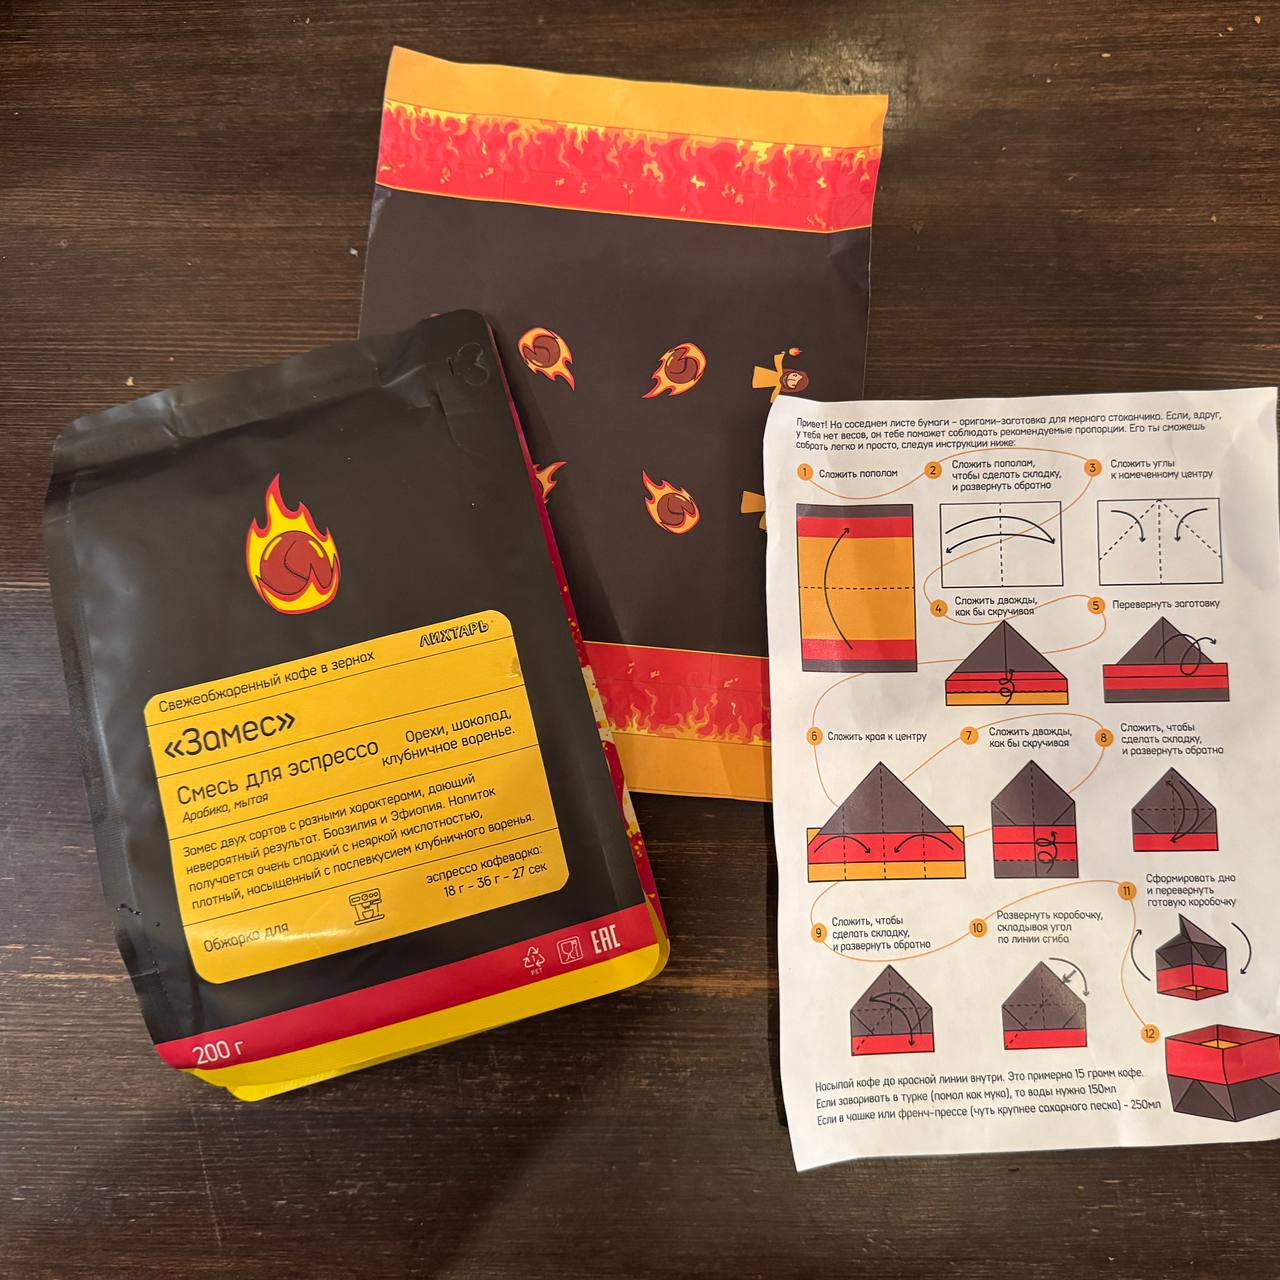 Свежеобжаренный кофе в зернах
ЛИХТАРЬ
«Замес»
Смесь для эспрессо
Арабика, мытая
Орехи, шоколад,
клубничное варенье.
Замес двух сортов с разными характерами, дающий
невероятный результат. Бразилия и Эфиопия. Напиток
получается очень сладкий с неяркой кислотностью,
плотный, насыщенный с послевкусием клубничного варенья.
Обжарка для
эспрессо кофеварка:
18 г – 36 г – 27 сек
1
PET
EAC
200 г
Привет! На соседнем листе бумаги – оригами-заготовка для мерного стаканчика. Если, вдруг,
у тебя нет весов, он тебе поможет соблюдать рекомендуемые пропорции. Его ты сможешь
собрать легко и просто, следуя инструкции ниже:
1 Сложить пополам
2 Сложить пополам,
чтобы сделать складку,
и развернуть обратно
3 Сложить углы
к намеченному центру
4 Сложить дважды,
как бы скручивая
5 Перевернуть заготовку
6 Сложить края к центру
7 Сложить дважды,
как бы скручивая
8 Сложить, чтобы
сделать складку,
и развернуть обратно
9 Сложить, чтобы
сделать складку,
и развернуть обратно
10 Развернуть коробочку,
складывая угол
по линии сгиба
11 Сформировать дно
и перевернуть
готовую коробочку
12
Насыпай кофе до красной линии внутри. Это примерно 15 грамм кофе.
Если заваривать в турке (помол как мука), то воды нужно 150мл
Если в чашке или френч-прессе (чуть крупнее сахарного песка) - 250мл